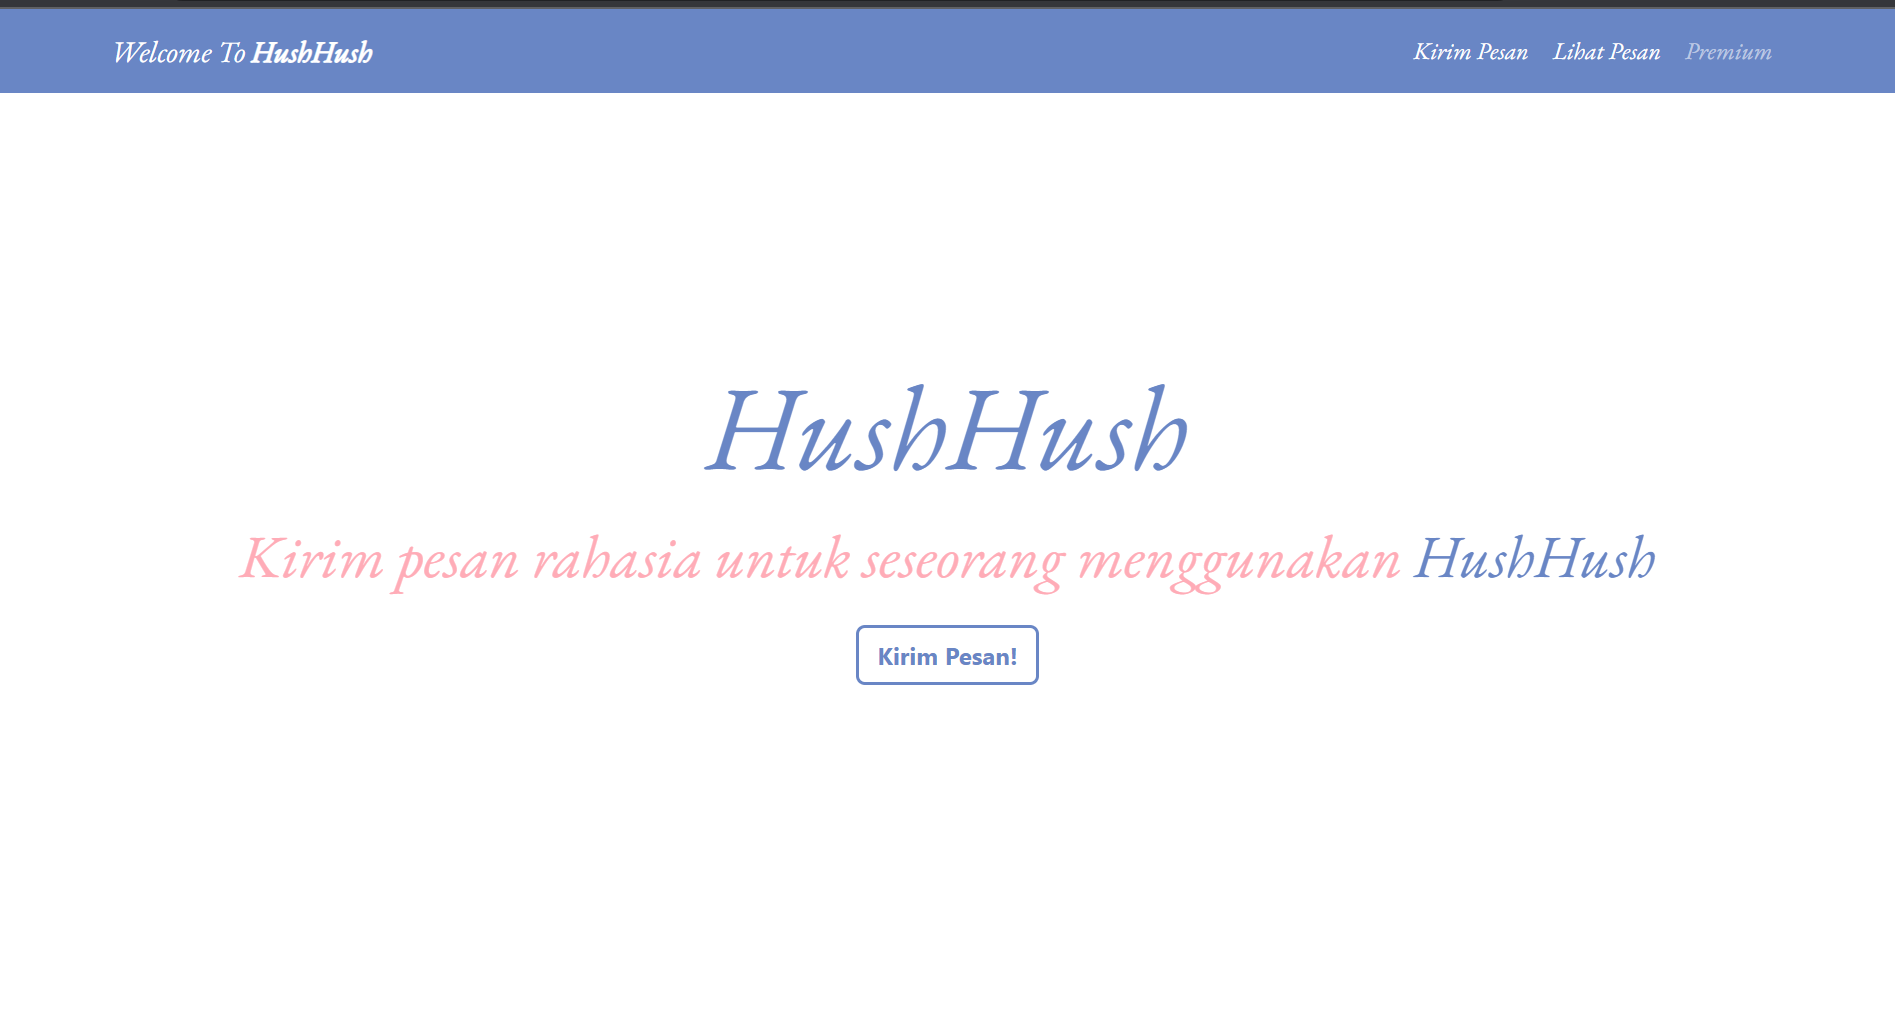 Welcome To HushHush
Kirim Pesan Lihat Pesan Premium
HushHush
Kirim pesan rahasia untuk seseorang menggunakan HushHush
Kirim Pesan!